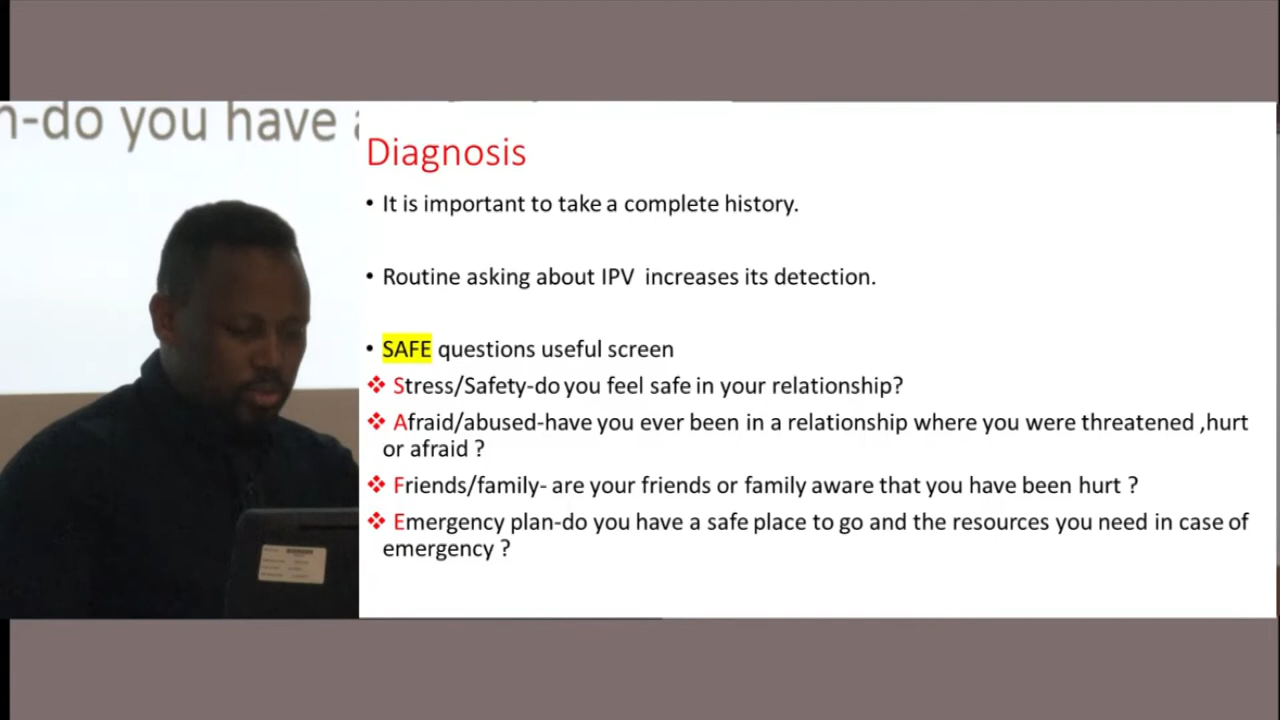 n-do you have
Diagnosis
• It is important to take a complete history.
• Routine asking about IPV increases its detection.
• SAFE questions useful screen
❖ Stress/Safety-do you feel safe in your relationship?
❖ Afraid/abused-have you ever been in a relationship where you were threatened ,hurt
or afraid ?
❖ Friends/family- are your friends or family aware that you have been hurt ?
❖ Emergency plan-do you have a safe place to go and the resources you need in case of
emergency ?